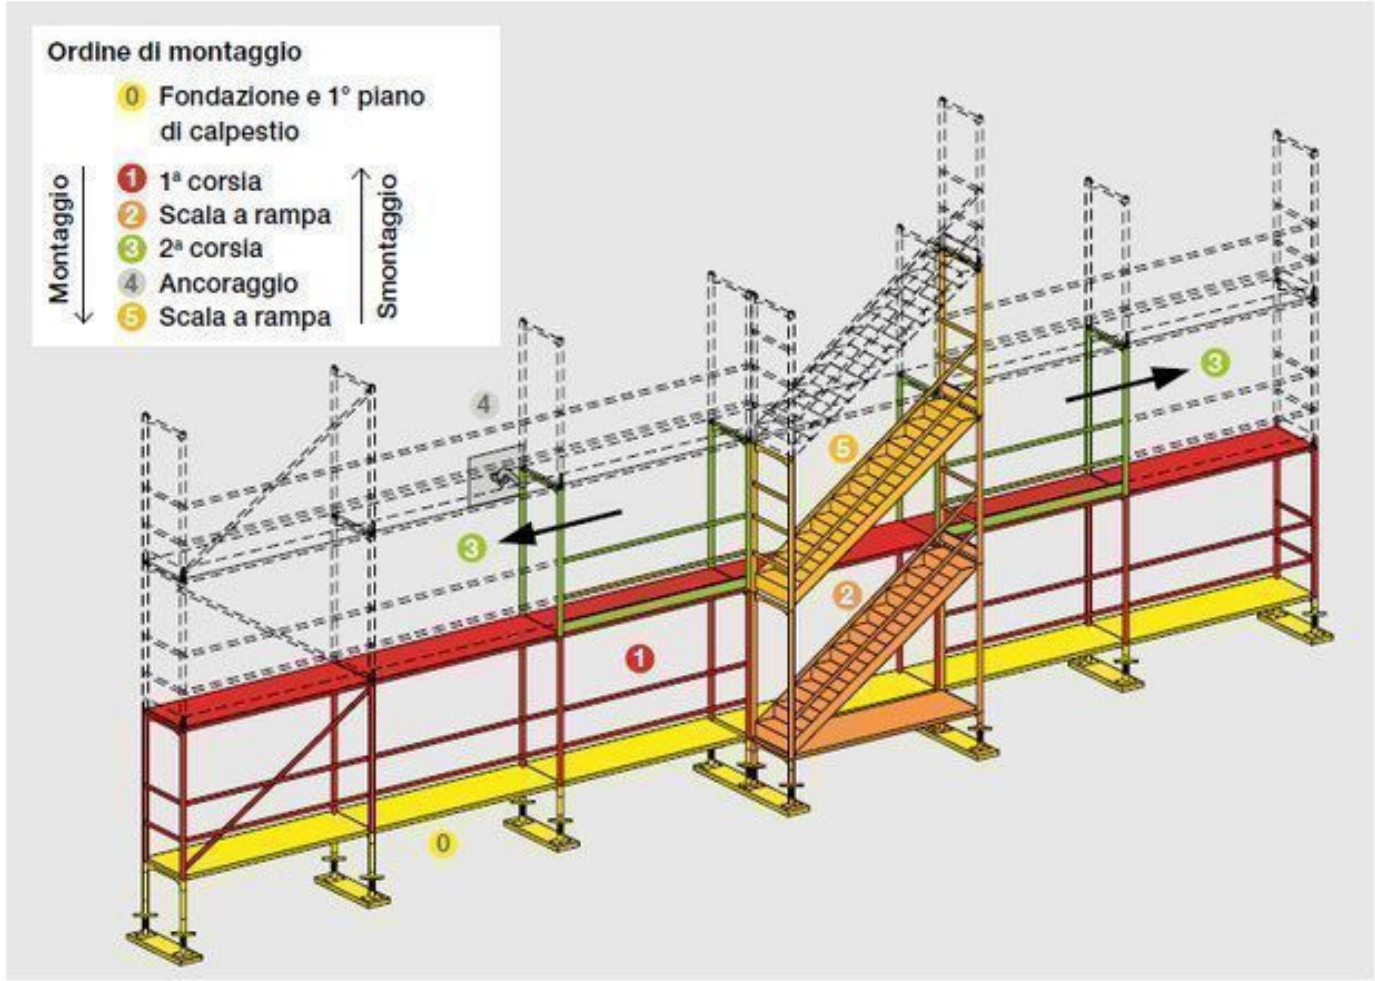 Ordine di montaggio
0 Fondazione e 1° piano
di calpestio
1 1ª corsia
2 Scala a rampa
3 2ª corsia
4 Ancoraggio
5 Scala a rampa
Montaggio
Smontaggio
4
3
3
5
2
1
0